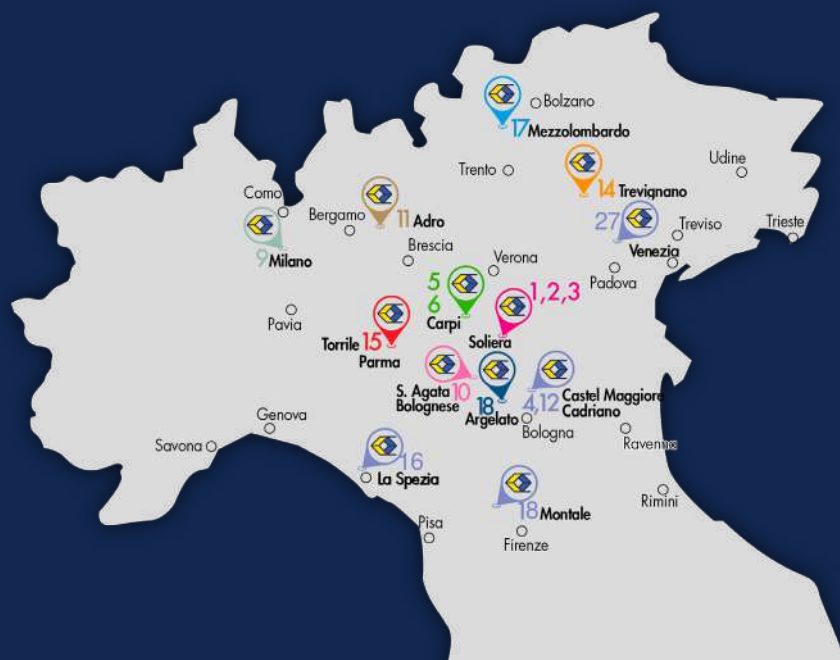 Bolzano
17 Mezzolombardo
Trento
Udine
14 Trevignano
Como
Bergamo
11 Adro
27
Treviso
Trieste
Venezia
9 Milano
Brescia
Verona
Padova
5
6
Carpi
1,2,3
Soliera
Pavia
Torrile 15
Parma
S. Agata 10
Bolognese
18
Argelato
4,12 Castel Maggiore
Cadriano
Bologna
Genova
Savona
Ravenna
16
La Spezia
Rimini
18 Montale
Pisa
Firenze